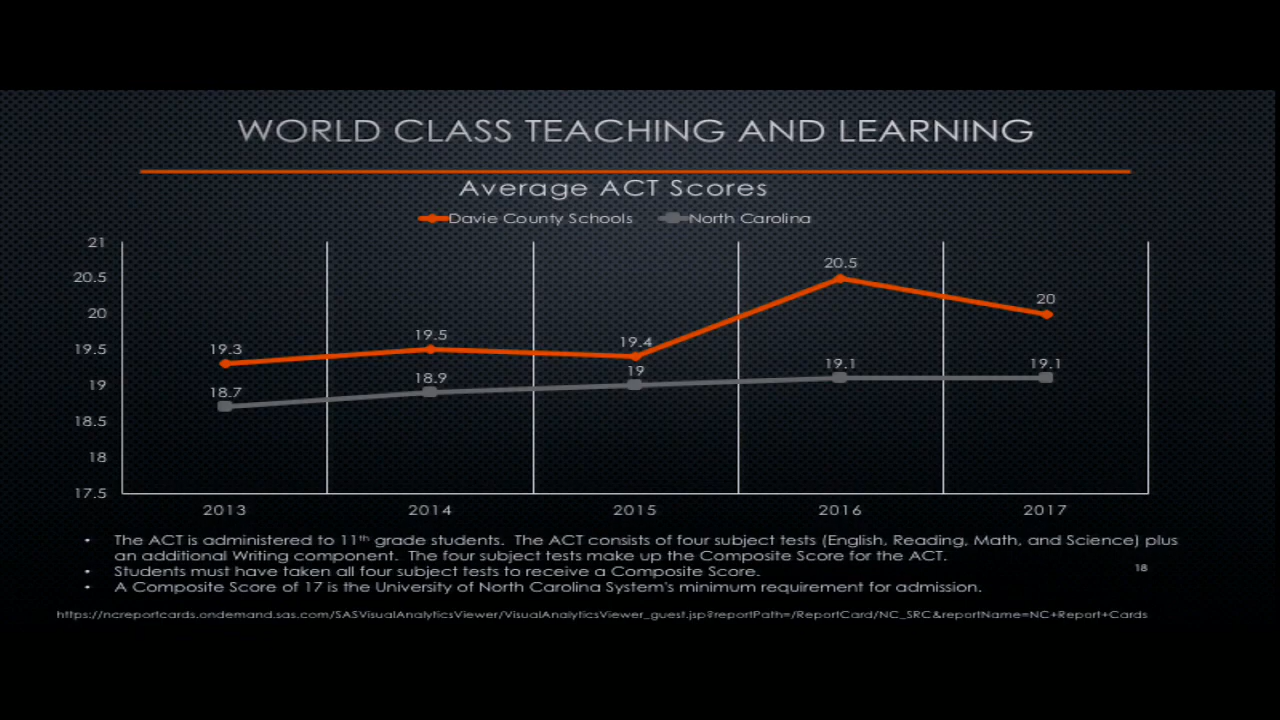 WORLD CLASS TEACHING AND LEARNING
Average ACT Scores
Davie County Schools North Carolina
21
20.5
20
19.5
19
18.5
18
17.5
19.3
19.5
19.4
20.5
20
18.7
18.9
19
19.1
19.1
2013 2014 2015 2016 2017
• The ACT is administered to 11th grade students. The ACT consists of four subject tests (English, Reading, Math, and Science) plus
an additional Writing component. The four subject tests make up the Composite Score for the ACT.
• Students must have taken all four subject tests to receive a Composite Score.
18
• A Composite Score of 17 is the University of North Carolina System's minimum requirement for admission.
https://ncreportcards.ondemand.sas.com/SASVisualAnalyticsViewer/VisualAnalyticsViewer_guest.jsp?reportPath=/ReportCard/NC_SRC&reportName=NC+Report+Cards